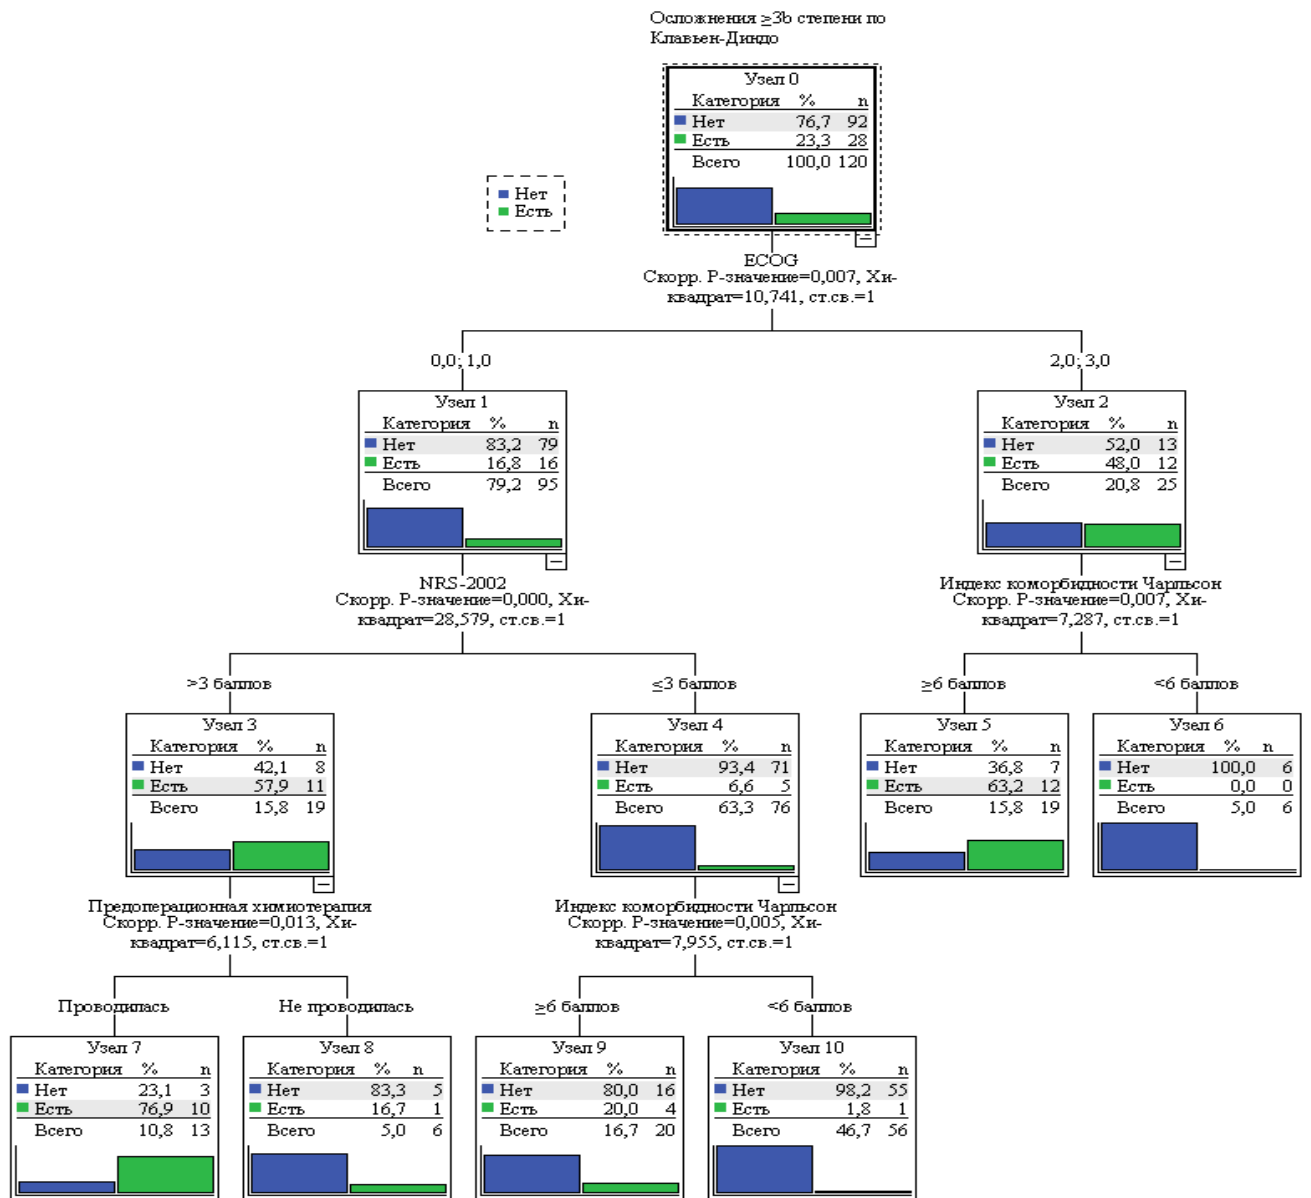 Осложнения ≥3b степени по
Клавьен-Диндо
Узел 0
Категория % n
Нет 76,7 92
Есть 23,3 28
Всего 100,0 120
Нет
Есть
ECOG
Скорр. P-значение=0,007, Хи-
квадрат=10,741, ст.св.=1
0,0; 1,0
2,0; 3,0
Узел 1
Категория % n
Нет 83,2 79
Есть 16,8 16
Всего 79,2 95
Узел 2
Категория % n
Нет 52,0 13
Есть 48,0 12
Всего 20,8 25
NRS-2002
Скорр. P-значение=0,000, Хи-
квадрат=28,579, ст.св.=1
Индекс коморбидности Чарльсон
Скорр. P-значение=0,007, Хи-
квадрат=7,287, ст.св.=1
>3 баллов
≤3 баллов
≥6 баллов
<6 баллов
Узел 3
Категория % n
Нет 42,1 8
Есть 57,9 11
Всего 15,8 19
Узел 4
Категория % n
Нет 93,4 71
Есть 6,6 5
Всего 63,3 76
Узел 5
Категория % n
Нет 36,8 7
Есть 63,2 12
Всего 15,8 19
Узел 6
Категория % n
Нет 100,0 6
Есть 0,0 0
Всего 5,0 6
Предоперационная химиотерапия
Скорр. P-значение=0,013, Хи-
квадрат=6,115, ст.св.=1
Индекс коморбидности Чарльсон
Скорр. P-значение=0,005, Хи-
квадрат=7,955, ст.св.=1
Проводилась
Не проводилась
≥6 баллов
<6 баллов
Узел 7
Категория % n
Нет 23,1 3
Есть 76,9 10
Всего 10,8 13
Узел 8
Категория % n
Нет 83,3 5
Есть 16,7 1
Всего 5,0 6
Узел 9
Категория % n
Нет 80,0 16
Есть 20,0 4
Всего 16,7 20
Узел 10
Категория % n
Нет 98,2 55
Есть 1,8 1
Всего 46,7 56